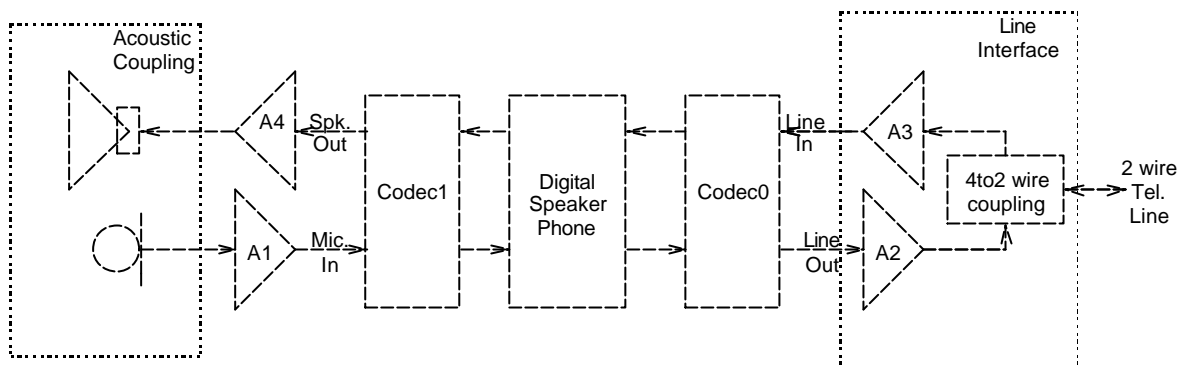 Acoustic
Coupling
Line
Interface
A4
Spk.
Out
Codec1
Digital
Speaker
Phone
Codec0
Line
In
A3
4to2 wire
coupling
2 wire
Tel.
Line
A1
Mic.
In
Line
Out
A2